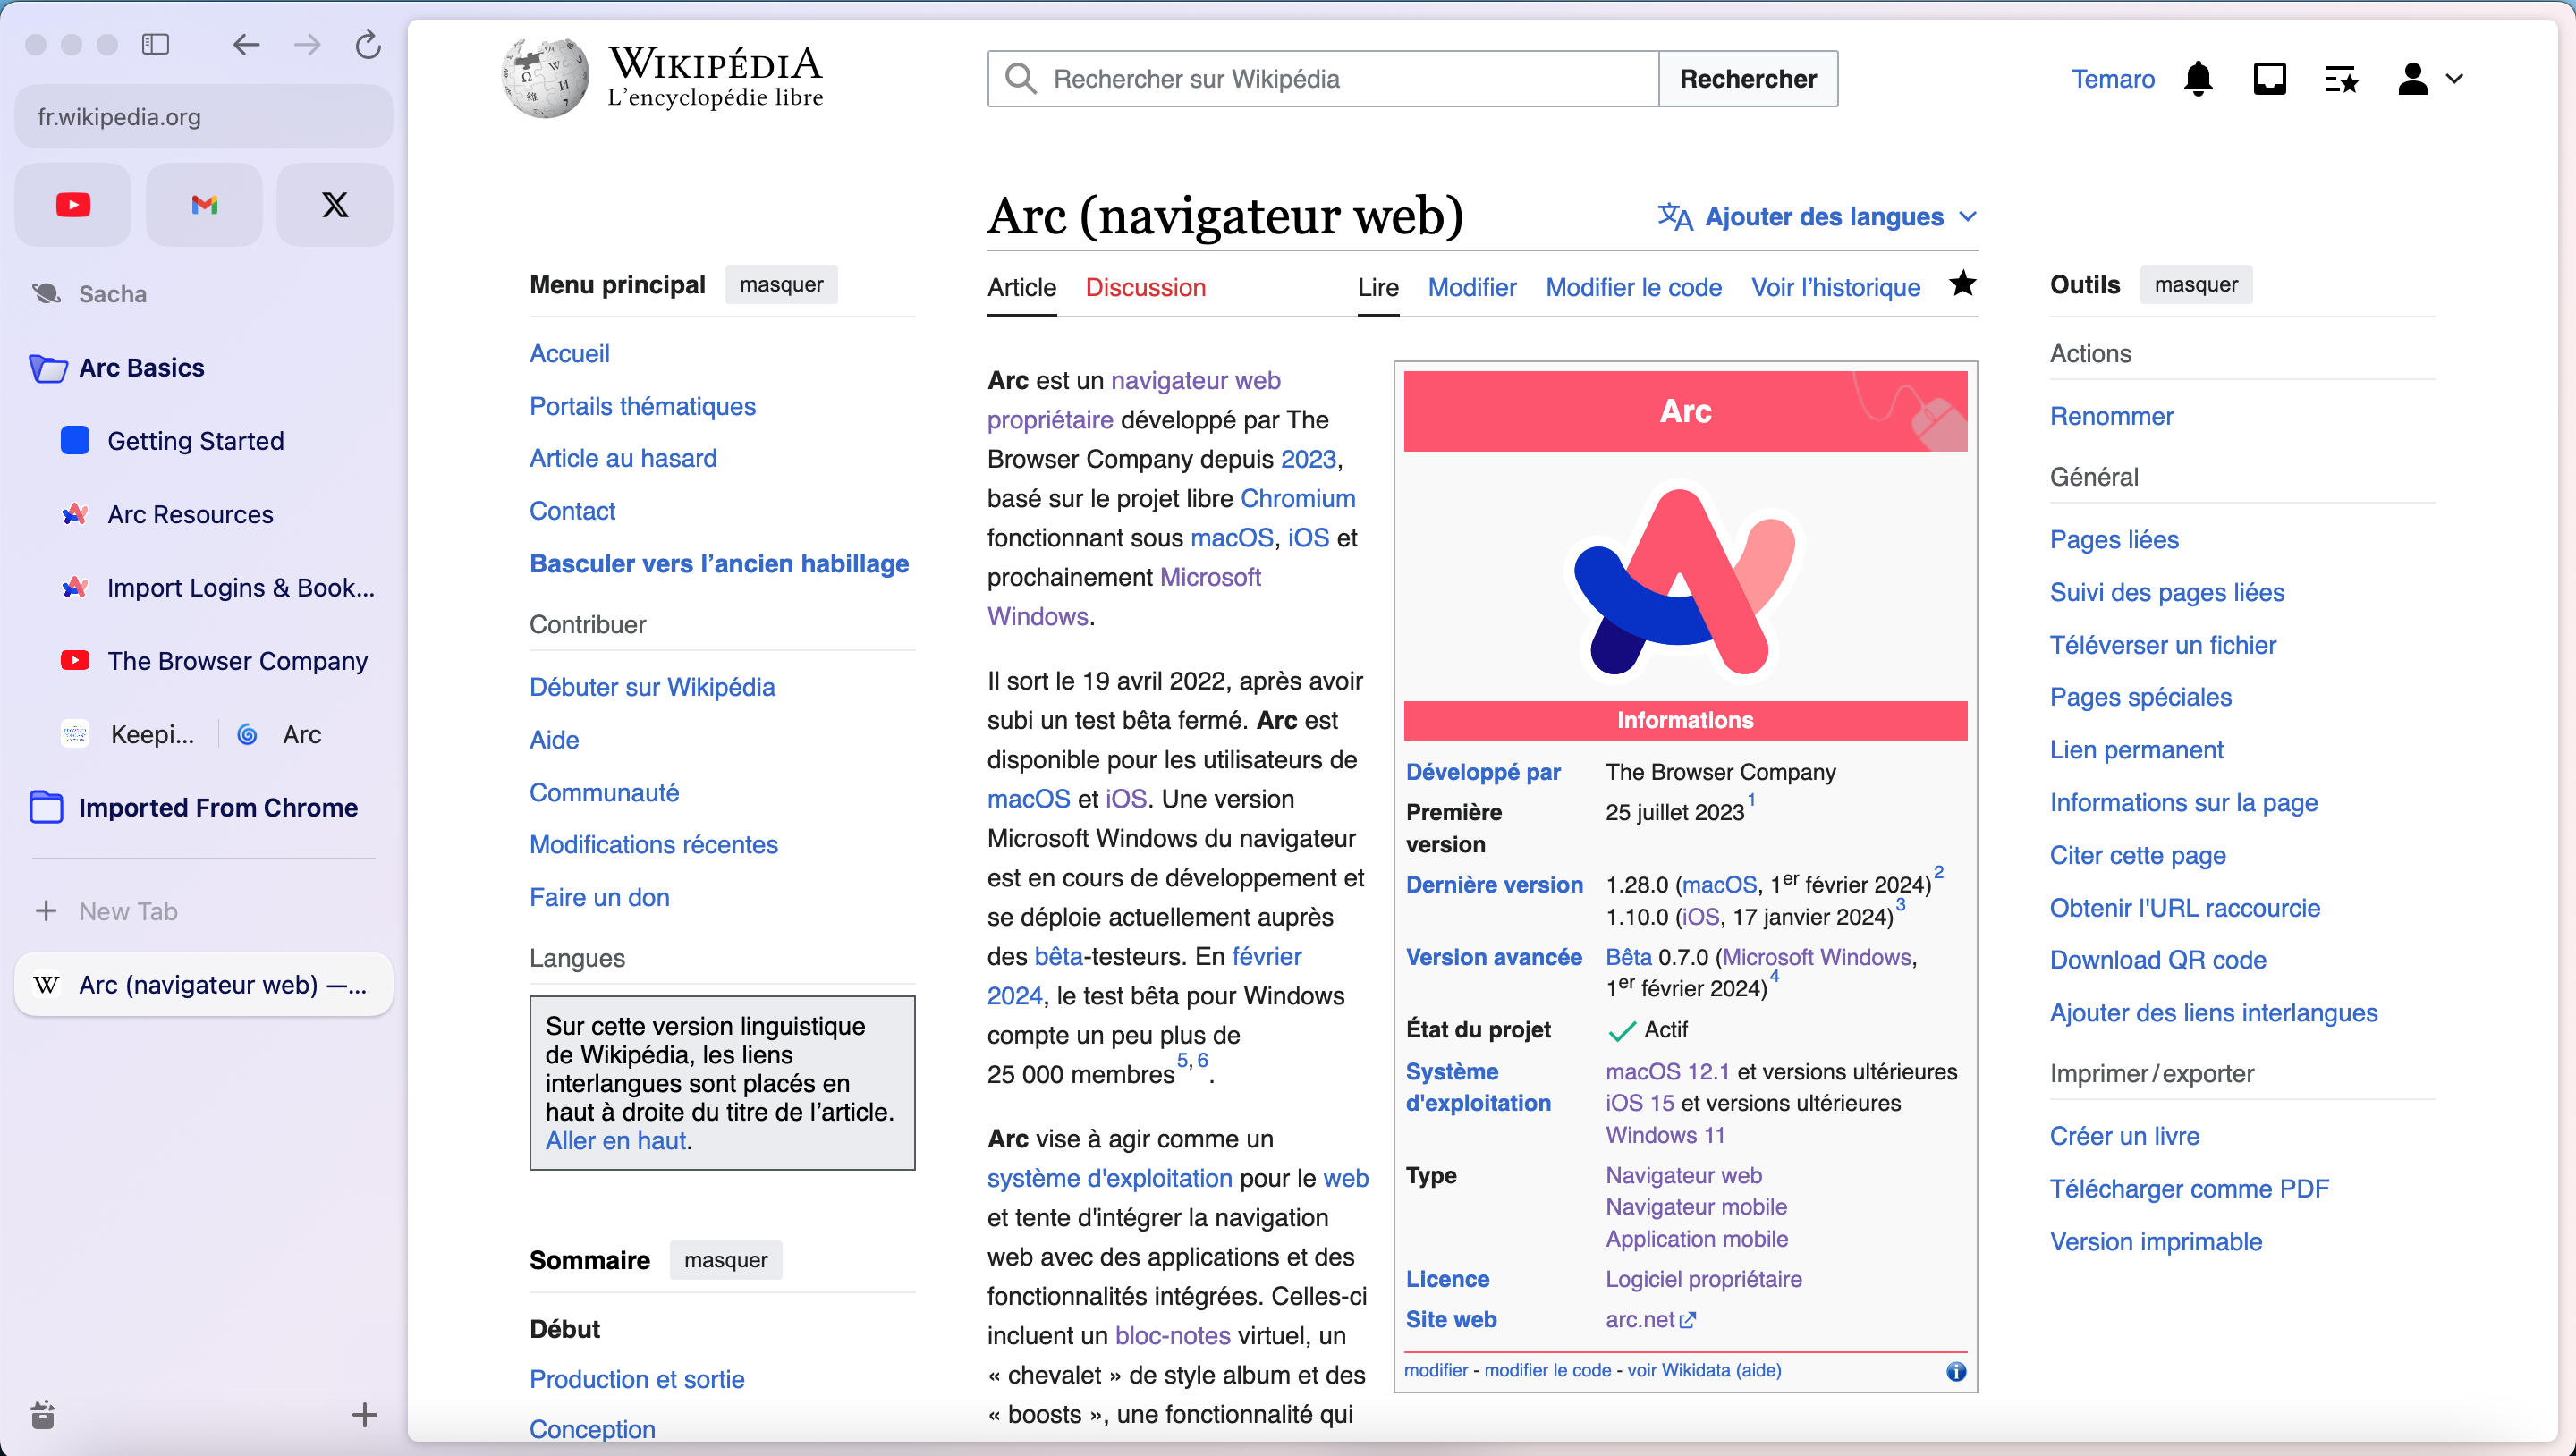 fr.wikipedia.org
Sacha
Arc Basics
Getting Started
Arc Resources
Import Logins & Book...
The Browser Company
Keepi...
Arc
Imported From Chrome
New Tab
Arc (navigateur web) —...
WIKIPÉDIA
L'encyclopédie libre
Rechercher sur Wikipédia
Rechercher
Temaro
Menu principal masquer
Accueil
Portails thématiques
Article au hasard
Contact
Basculer vers l’ancien habillage
Contribuer
Débuter sur Wikipédia
Aide
Communauté
Modifications récentes
Faire un don
Langues
Sur cette version linguistique
de Wikipédia, les liens
interlangues sont placés en
haut à droite du titre de l’article.
Aller en haut.
Sommaire masquer
Début
Production et sortie
Conception
Arc (navigateur web)
Ajouter des langues
Article Discussion
Lire Modifier Modifier le code Voir l’historique
Arc est un navigateur web
propriétaire développé par The
Browser Company depuis 2023,
basé sur le projet libre Chromium
fonctionnant sous macOS, iOS et
prochainement Microsoft
Windows.
Il sort le 19 avril 2022, après avoir
subi un test bêta fermé. Arc est
disponible pour les utilisateurs de
macOS et iOS. Une version
Microsoft Windows du navigateur
est en cours de développement et
se déploie actuellement auprès
des bêta-testeurs. En février
2024, le test bêta pour Windows
compte un peu plus de
25 000 membres5, 6.
Arc vise à agir comme un
système d'exploitation pour le web
et tente d'intégrer la navigation
web avec des applications et des
fonctionnalités intégrées. Celles-ci
incluent un bloc-notes virtuel, un
« chevalet » de style album et des
« boosts », une fonctionnalité qui
Arc
Informations
Développé par The Browser Company
Première version 25 juillet 2023 1
Dernière version 1.28.0 (macOS, 1er février 2024) 2
1.10.0 (iOS, 17 janvier 2024) 3
Version avancée Bêta 0.7.0 (Microsoft Windows,
1er février 2024) 4
État du projet Actif
Système d'exploitation macOS 12.1 et versions ultérieures
iOS 15 et versions ultérieures
Windows 11
Type Navigateur web
Navigateur mobile
Application mobile
Licence Logiciel propriétaire
Site web arc.net
modifier - modifier le code - voir Wikidata (aide)
Outils masquer
Actions
Renommer
Général
Pages liées
Suivi des pages liées
Téléverser un fichier
Pages spéciales
Lien permanent
Informations sur la page
Citer cette page
Obtenir l'URL raccourcie
Download QR code
Ajouter des liens interlangues
Imprimer / exporter
Créer un livre
Télécharger comme PDF
Version imprimable